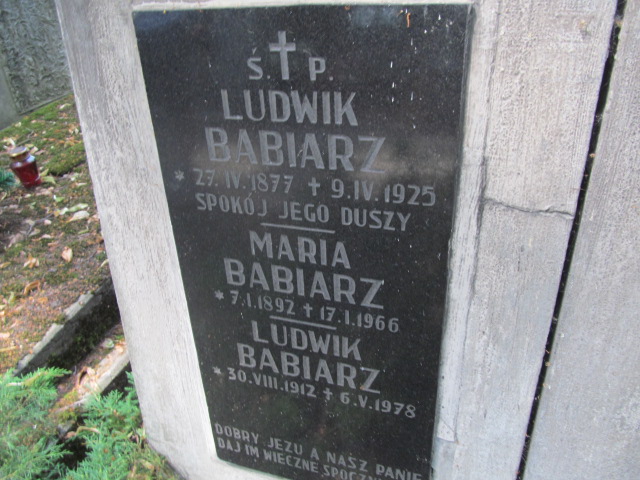 Ś. P.
LUDWIK
BABIARZ
* 27.IV.1877 + 9.IV.1925
SPOKÓJ JEGO DUSZY
MARIA
BABIARZ
* 7.I.1892 + 17.I.1966
LUDWIK
BABIARZ
* 30.VIII.1912 + 6.V.1978
DOBRY JEZU A NASZ PANIE
DAJ IM WIECZNE